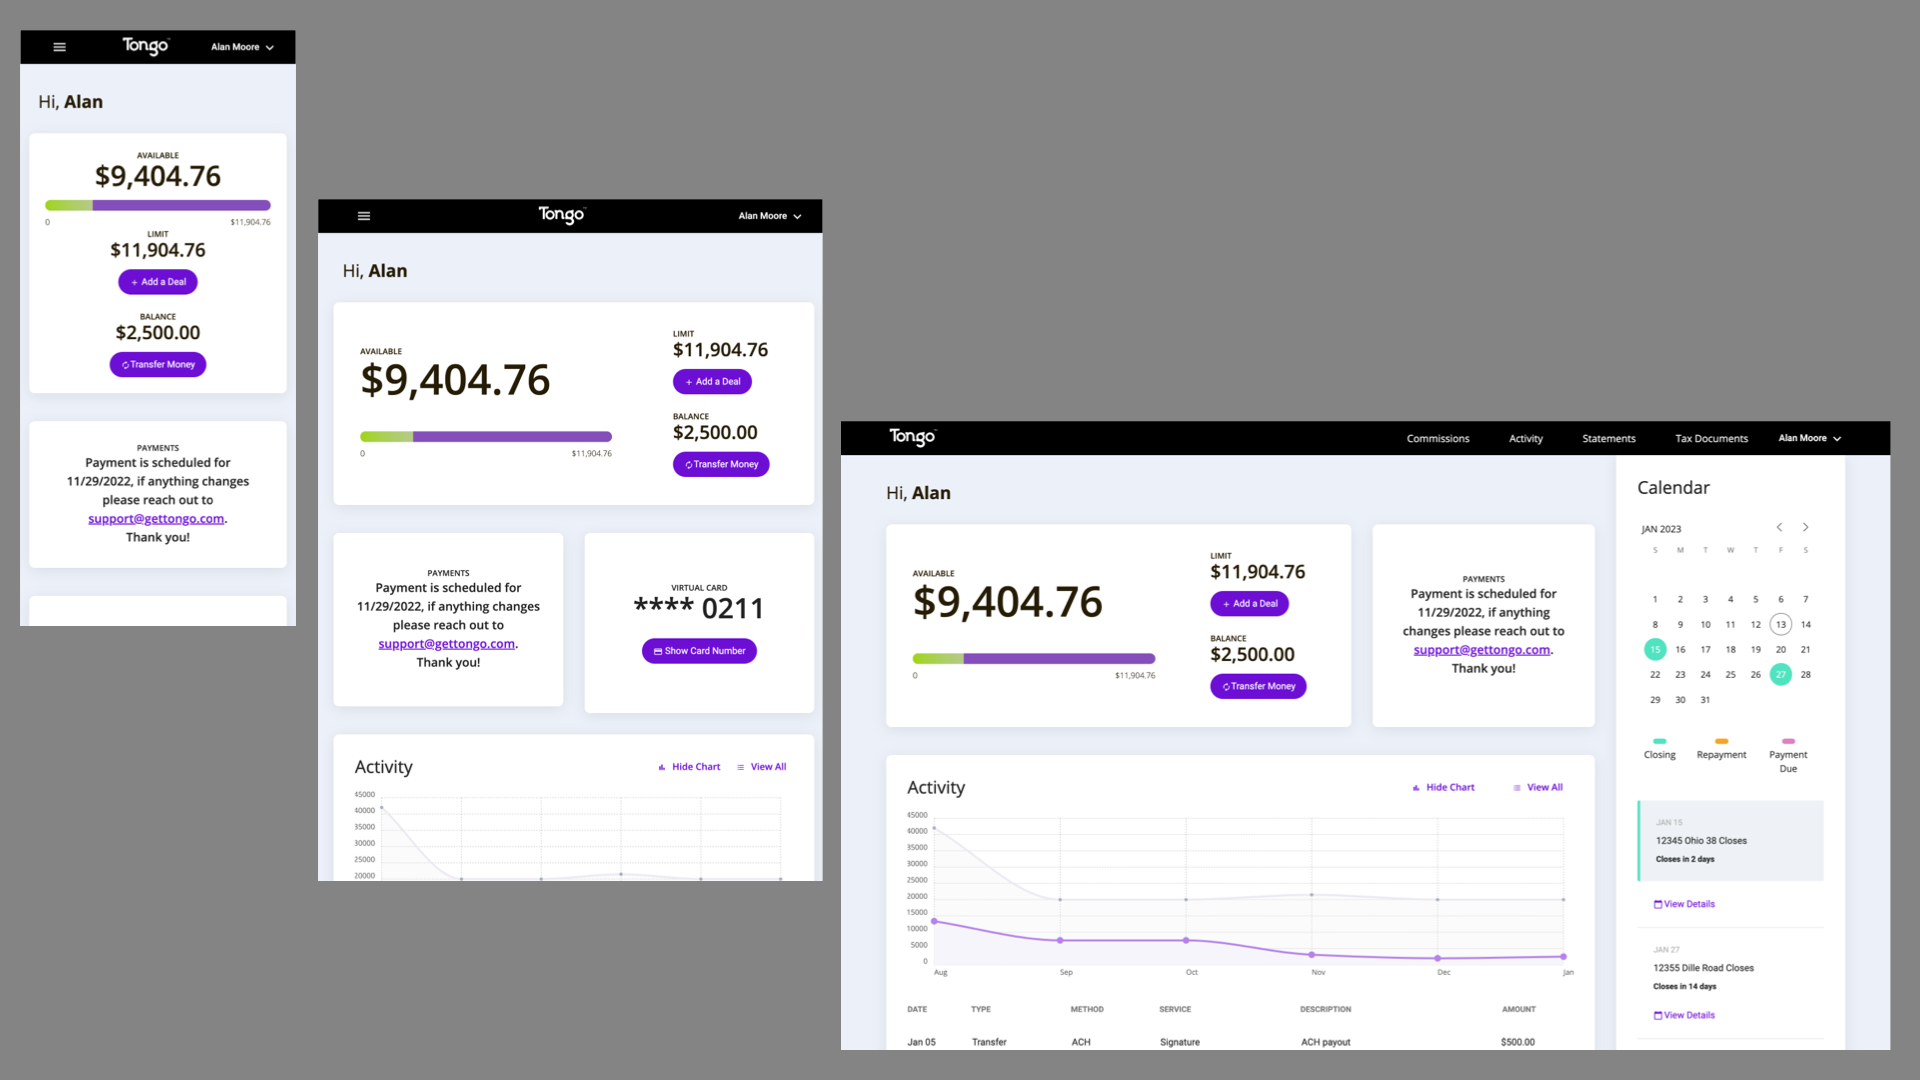 Tongo™
Alan Moore
Hi, Alan
AVAILABLE
$9,404.76
0
$11,904.76
LIMIT
$11,904.76
+ Add a Deal
BALANCE
$2,500.00
Transfer Money
PAYMENTS
Payment is scheduled for
11/29/2022, if anything changes
please reach out to
support@gettongo.com.
Thank you!
Tongo™
Alan Moore
Hi, Alan
AVAILABLE
$9,404.76
0
$11,904.76
LIMIT
$11,904.76
+ Add a Deal
BALANCE
$2,500.00
Transfer Money
PAYMENTS
Payment is scheduled for
11/29/2022, if anything changes
please reach out to
support@gettongo.com.
Thank you!
VIRTUAL CARD
**** 0211
Show Card Number
Activity
Hide Chart
View All
45000
40000
35000
30000
25000
20000
Tongo™
Commissions
Activity
Statements
Tax Documents
Alan Moore
Hi, Alan
AVAILABLE
$9,404.76
0
$11,904.76
LIMIT
$11,904.76
+ Add a Deal
BALANCE
$2,500.00
Transfer Money
PAYMENTS
Payment is scheduled for
11/29/2022, if anything
changes please reach out to
support@gettongo.com.
Thank you!
Activity
Hide Chart
View All
45000
40000
35000
30000
25000
20000
15000
10000
5000
0
Aug Sep Oct Nov Dec Jan
DATE TYPE METHOD SERVICE DESCRIPTION AMOUNT
Jan 05 Transfer ACH Signature ACH payout $500.00
Calendar
JAN 2023
S M T W T F S
1 2 3 4 5 6 7
8 9 10 11 12 13 14
15 16 17 18 19 20 21
22 23 24 25 26 27 28
29 30 31
Closing
Repayment
Payment
Due
JAN 15
12345 Ohio 38 Closes
Closes in 2 days
View Details
JAN 27
12355 Dille Road Closes
Closes in 14 days
View Details